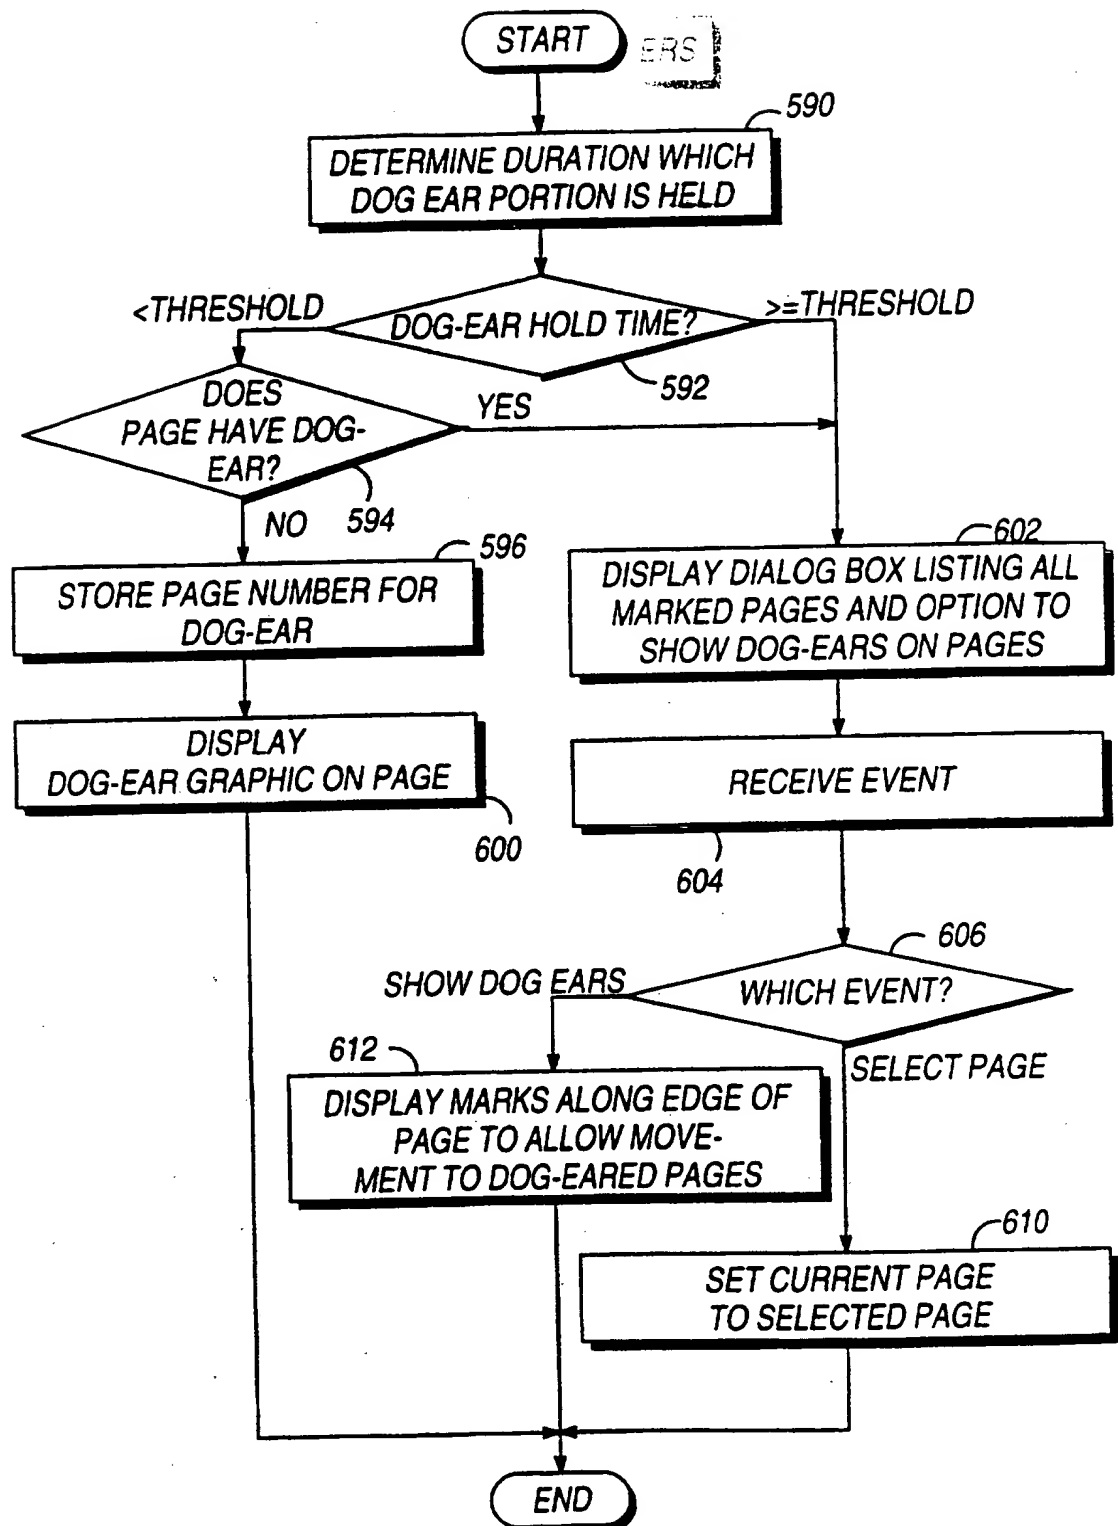 START
ERS
590
DETERMINE DURATION WHICH
DOG EAR PORTION IS HELD
<THRESHOLD
DOG-EAR HOLD TIME?
>=THRESHOLD
592
DOES
PAGE HAVE DOG-
EAR?
YES
594
NO
596
STORE PAGE NUMBER FOR
DOG-EAR
602
DISPLAY DIALOG BOX LISTING ALL
MARKED PAGES AND OPTION TO
SHOW DOG-EARS ON PAGES
DISPLAY
DOG-EAR GRAPHIC ON PAGE
600
RECEIVE EVENT
604
606
SHOW DOG EARS
WHICH EVENT?
612
SELECT PAGE
DISPLAY MARKS ALONG EDGE OF
PAGE TO ALLOW MOVE-
MENT TO DOG-EARED PAGES
610
SET CURRENT PAGE
TO SELECTED PAGE
END